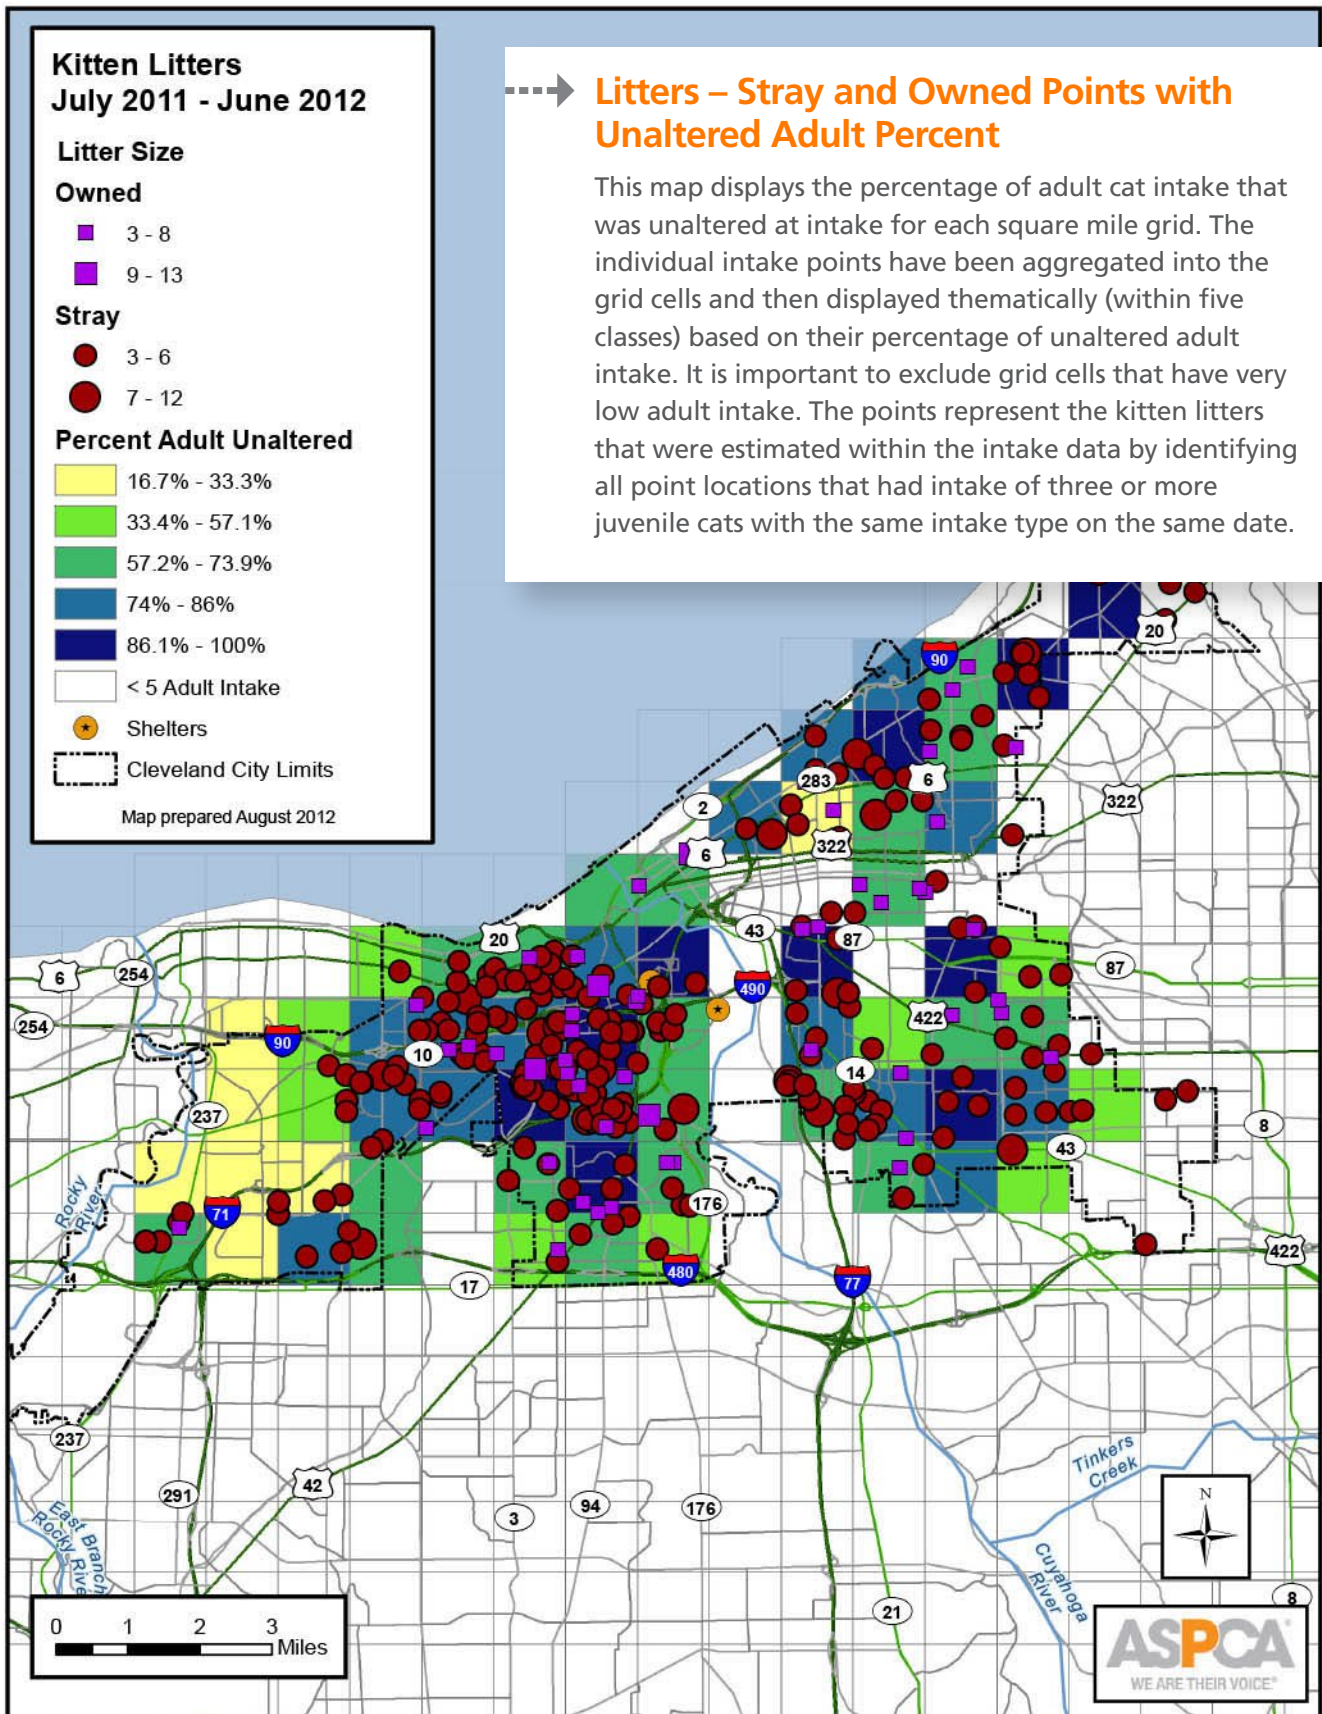 Kitten Litters
July 2011 - June 2012
Litter Size
Owned
3 - 8
9 - 13
Stray
3 - 6
7 - 12
Percent Adult Unaltered
16.7% - 33.3%
33.4% - 57.1%
57.2% - 73.9%
74% - 86%
86.1% - 100%
< 5 Adult Intake
Shelters
Cleveland City Limits
Map prepared August 2012
Litters – Stray and Owned Points with
Unaltered Adult Percent
This map displays the percentage of adult cat intake that
was unaltered at intake for each square mile grid. The
individual intake points have been aggregated into the
grid cells and then displayed thematically (within five
classes) based on their percentage of unaltered adult
intake. It is important to exclude grid cells that have very
low adult intake. The points represent the kitten litters
that were estimated within the intake data by identifying
all point locations that had intake of three or more
juvenile cats with the same intake type on the same date.
20
90
283
6
2
322
322
6
43
87
20
6
254
87
490
254
422
90
10
14
237
8
43
Rocky
River
176
71
422
480
17
77
237
Tinkers
Creek
42
291
94
176
3
N
East Branch
Rocky River
Cuyahoga
River
8
21
0 1 2 3
Miles
ASPCA
WE ARE THEIR VOICE®